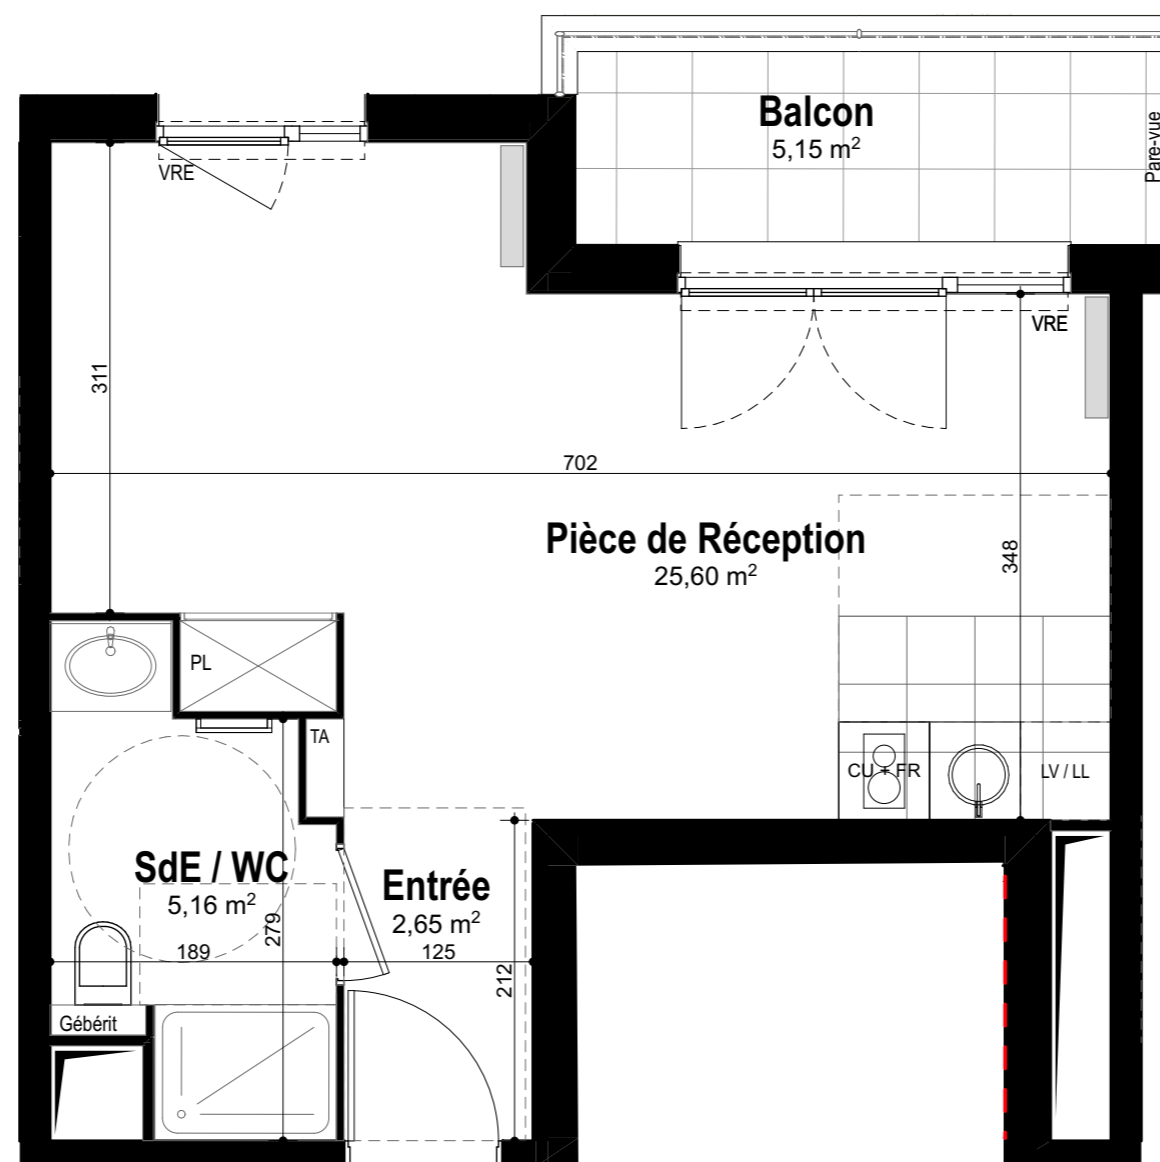 Balcon
5,15 m²
Pare-vue
VRE
VRE
311
702
Pièce de Réception
25,60 m²
348
PL
TA
CU + FR
LV / LL
SdE / WC
5,16 m²
Entrée
2,65 m²
279
189
125
212
Gébérit